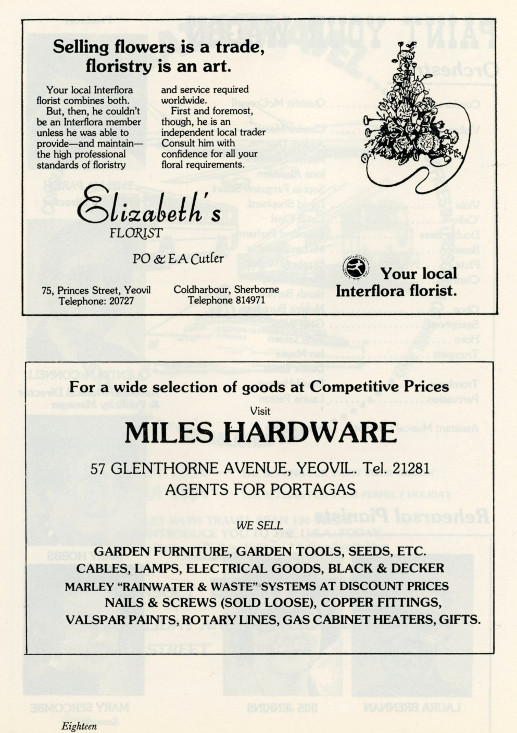 Selling flowers is a trade,
floristry is an art.
Your local Interflora
florist combines both.
But, then, he couldn't
be an Interflora member
unless he was able to
provide—and maintain—
the high professional
standards of floristry
and service required
worldwide.
First and foremost,
though, he is an
independent local trader
Consult him with
confidence for all your
floral requirements.
Elizabeth's
FLORIST
PO & EA Cutler
75, Princes Street, Yeovil
Telephone: 20727
Coldharbour, Sherborne
Telephone 814971
Your local
Interflora florist.
For a wide selection of goods at Competitive Prices
Visit
MILES HARDWARE
57 GLENTHORNE AVENUE, YEOVIL. Tel. 21281
AGENTS FOR PORTAGAS
WE SELL
GARDEN FURNITURE, GARDEN TOOLS, SEEDS, ETC.
CABLES, LAMPS, ELECTRICAL GOODS, BLACK & DECKER
MARLEY "RAINWATER & WASTE" SYSTEMS AT DISCOUNT PRICES
NAILS & SCREWS (SOLD LOOSE), COPPER FITTINGS,
VALSPAR PAINTS, ROTARY LINES, GAS CABINET HEATERS, GIFTS.
Eighteen